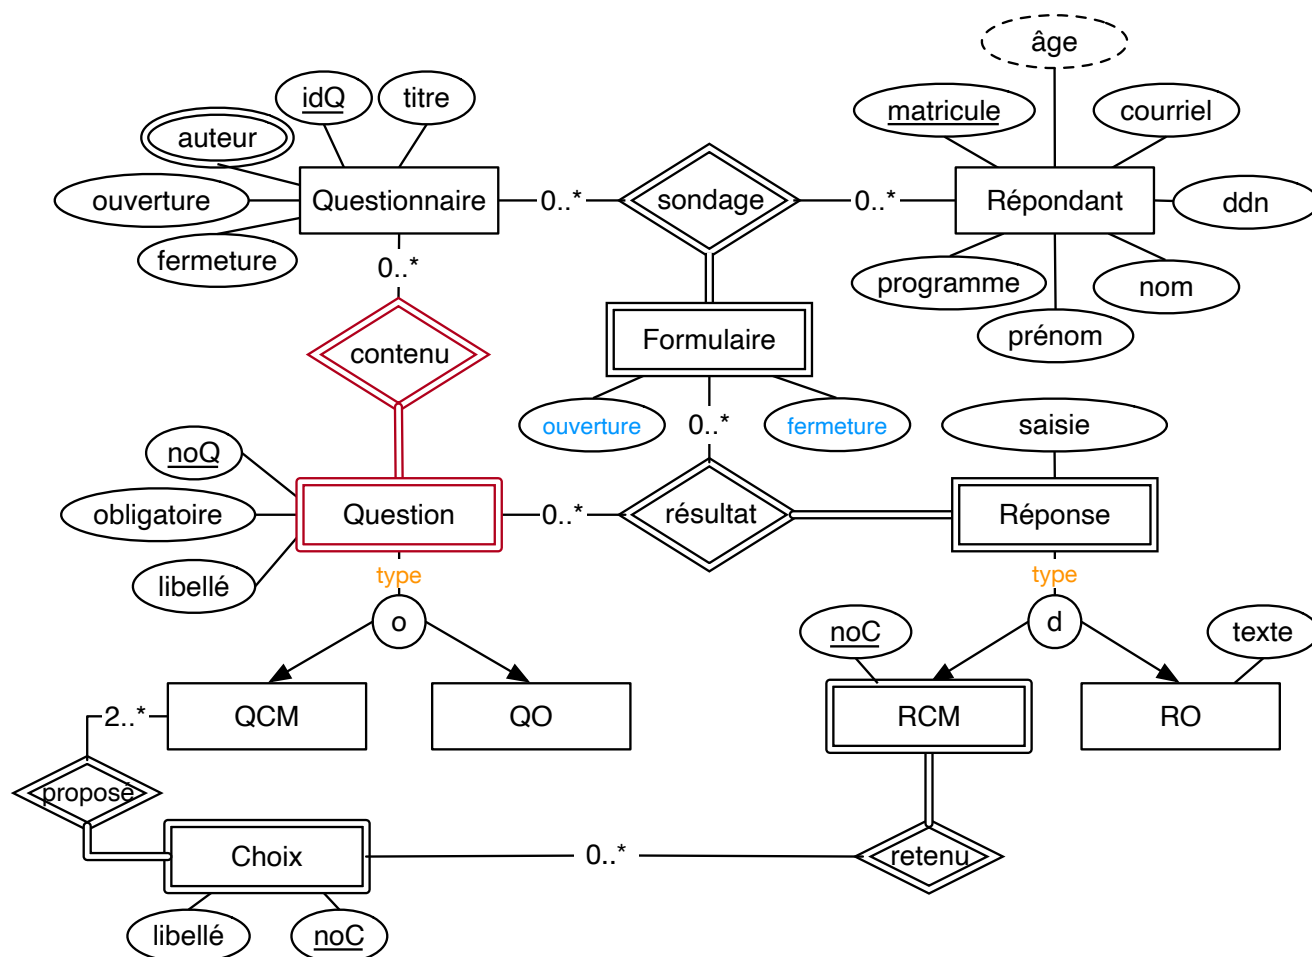 âge
idQ
titre
matricule
courriel
auteur
ouverture
Questionnaire
0..*
sondage
0..*
Répondant
ddn
fermeture
0..*
programme
nom
prénom
contenu
Formulaire
ouverture
0..*
fermeture
saisie
noQ
obligatoire
Question
0..*
résultat
Réponse
libellé
type
type
o
d
noC
texte
2..*
QCM
QO
RCM
RO
proposé
Choix
0..*
retenu
libellé
noC